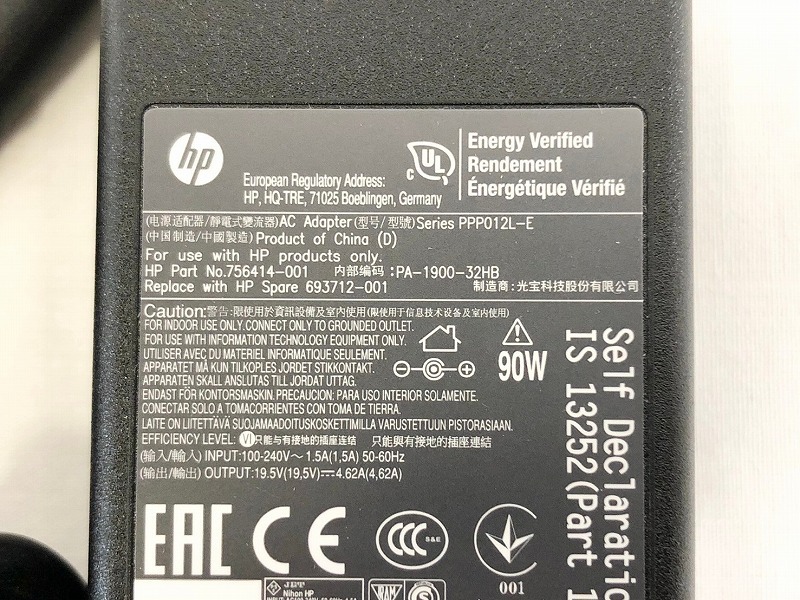 hp
European Regulatory Address:
HP, HQ-TRE, 71025 Boeblingen, Germany
c UL
Energy Verified
Rendement
Énergétique Vérifié
(电源适配器/靜電式變流器)AC Adapter(型号/型號)Series PPP012L-E
(中国制造/中國製造)Product of China (D)
For use with HP products only.
HP Part No.756414-001 内部编码:PA-1900-32HB
Replace with HP Spare 693712-001 制造商:光宝科技股份有限公司
Caution:警告:限使用於資訊設備及室内使用(限使用于信息技术设备及室内使用)
FOR INDOOR USE ONLY.CONNECT ONLY TO GROUNDED OUTLET.
FOR USE WITH INFORMATION TECHNOLOGY EQUIPMENT ONLY.
UTILISER AVEC DU MATERIEL INFORMATIQUE SEULEMENT.
APPARATET MÅ KUN TILKOPLES JORDET STIKKONTAKT.
APPARATEN SKALL ANSLUTAS TILL JORDAT UTTAG.
ENDAST FÖR KONTORSMASKIN. PRECAUCION: PARA USO INTERIOR SOLAMENTE.
CONECTAR SOLO A TOMACORRIENTES CON TOMA DE TIERRA.
LAITE ON LIITETTÄVÄ SUOJAMAADOITUSKOSKETTIMILLA VARUSTETTUUN PISTORASIAAN.
EFFICIENCY LEVEL: VI只能与有接地的插座连结 只能與有接地的插座連結
(输入/輸入) INPUT:100-240V～ 1.5A(1,5A) 50-60Hz
(输出/輸出) OUTPUT:19.5V(19,5V)⎓4.62A(4,62A)
90W
Self Declaratio
IS 13252(Part 1
EAC CE CCC S&E
001
JET
Nihon HP